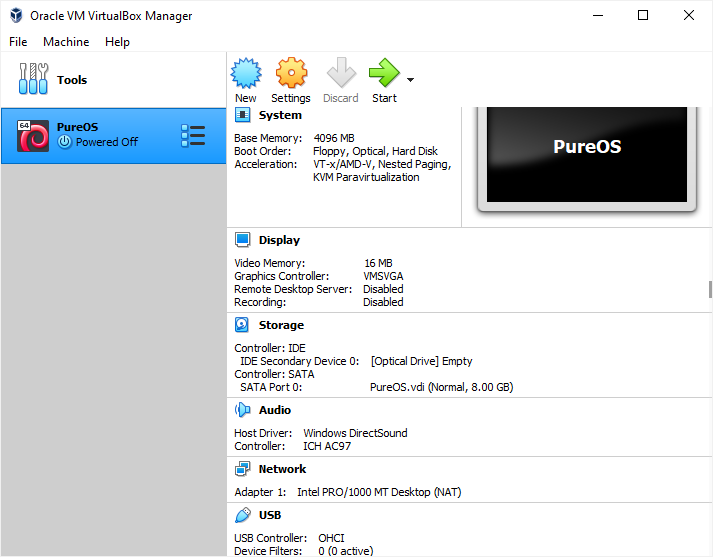 Oracle VM VirtualBox Manager
File Machine Help
Tools
New Settings Discard Start
64
PureOS
Powered Off
System
Base Memory: 4096 MB
Boot Order: Floppy, Optical, Hard Disk
Acceleration: VT-x/AMD-V, Nested Paging,
KVM Paravirtualization
PureOS
Display
Video Memory: 16 MB
Graphics Controller: VMSVGA
Remote Desktop Server: Disabled
Recording: Disabled
Storage
Controller: IDE
IDE Secondary Device 0: [Optical Drive] Empty
Controller: SATA
SATA Port 0: PureOS.vdi (Normal, 8.00 GB)
Audio
Host Driver: Windows DirectSound
Controller: ICH AC97
Network
Adapter 1: Intel PRO/1000 MT Desktop (NAT)
USB
USB Controller: OHCI
Device Filters: 0 (0 active)